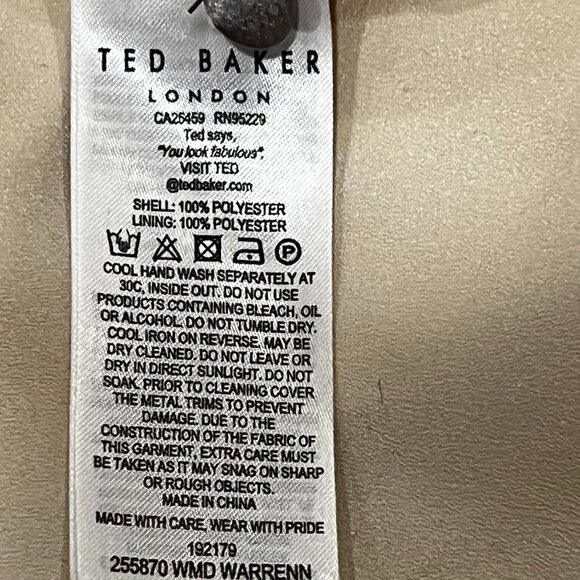 TED BAKER
LONDON
CA25459 RN95229
Ted says,
"You look fabulous".
VISIT TED
@tedbaker.com
SHELL: 100% POLYESTER
LINING: 100% POLYESTER
P
COOL HAND WASH SEPARATELY AT
30C, INSIDE OUT. DO NOT USE
PRODUCTS CONTAINING BLEACH, OIL
OR ALCOHOL. DO NOT TUMBLE DRY.
COOL IRON ON REVERSE. MAY BE
DRY CLEANED. DO NOT LEAVE OR
DRY IN DIRECT SUNLIGHT. DO NOT
SOAK. PRIOR TO CLEANING COVER
THE METAL TRIMS TO PREVENT
DAMAGE. DUE TO THE
CONSTRUCTION OF THE FABRIC OF
THIS GARMENT, EXTRA CARE MUST
BE TAKEN AS IT MAY SNAG ON SHARP
OR ROUGH OBJECTS.
MADE IN CHINA
MADE WITH CARE, WEAR WITH PRIDE
192179
255870 WMD WARRENN